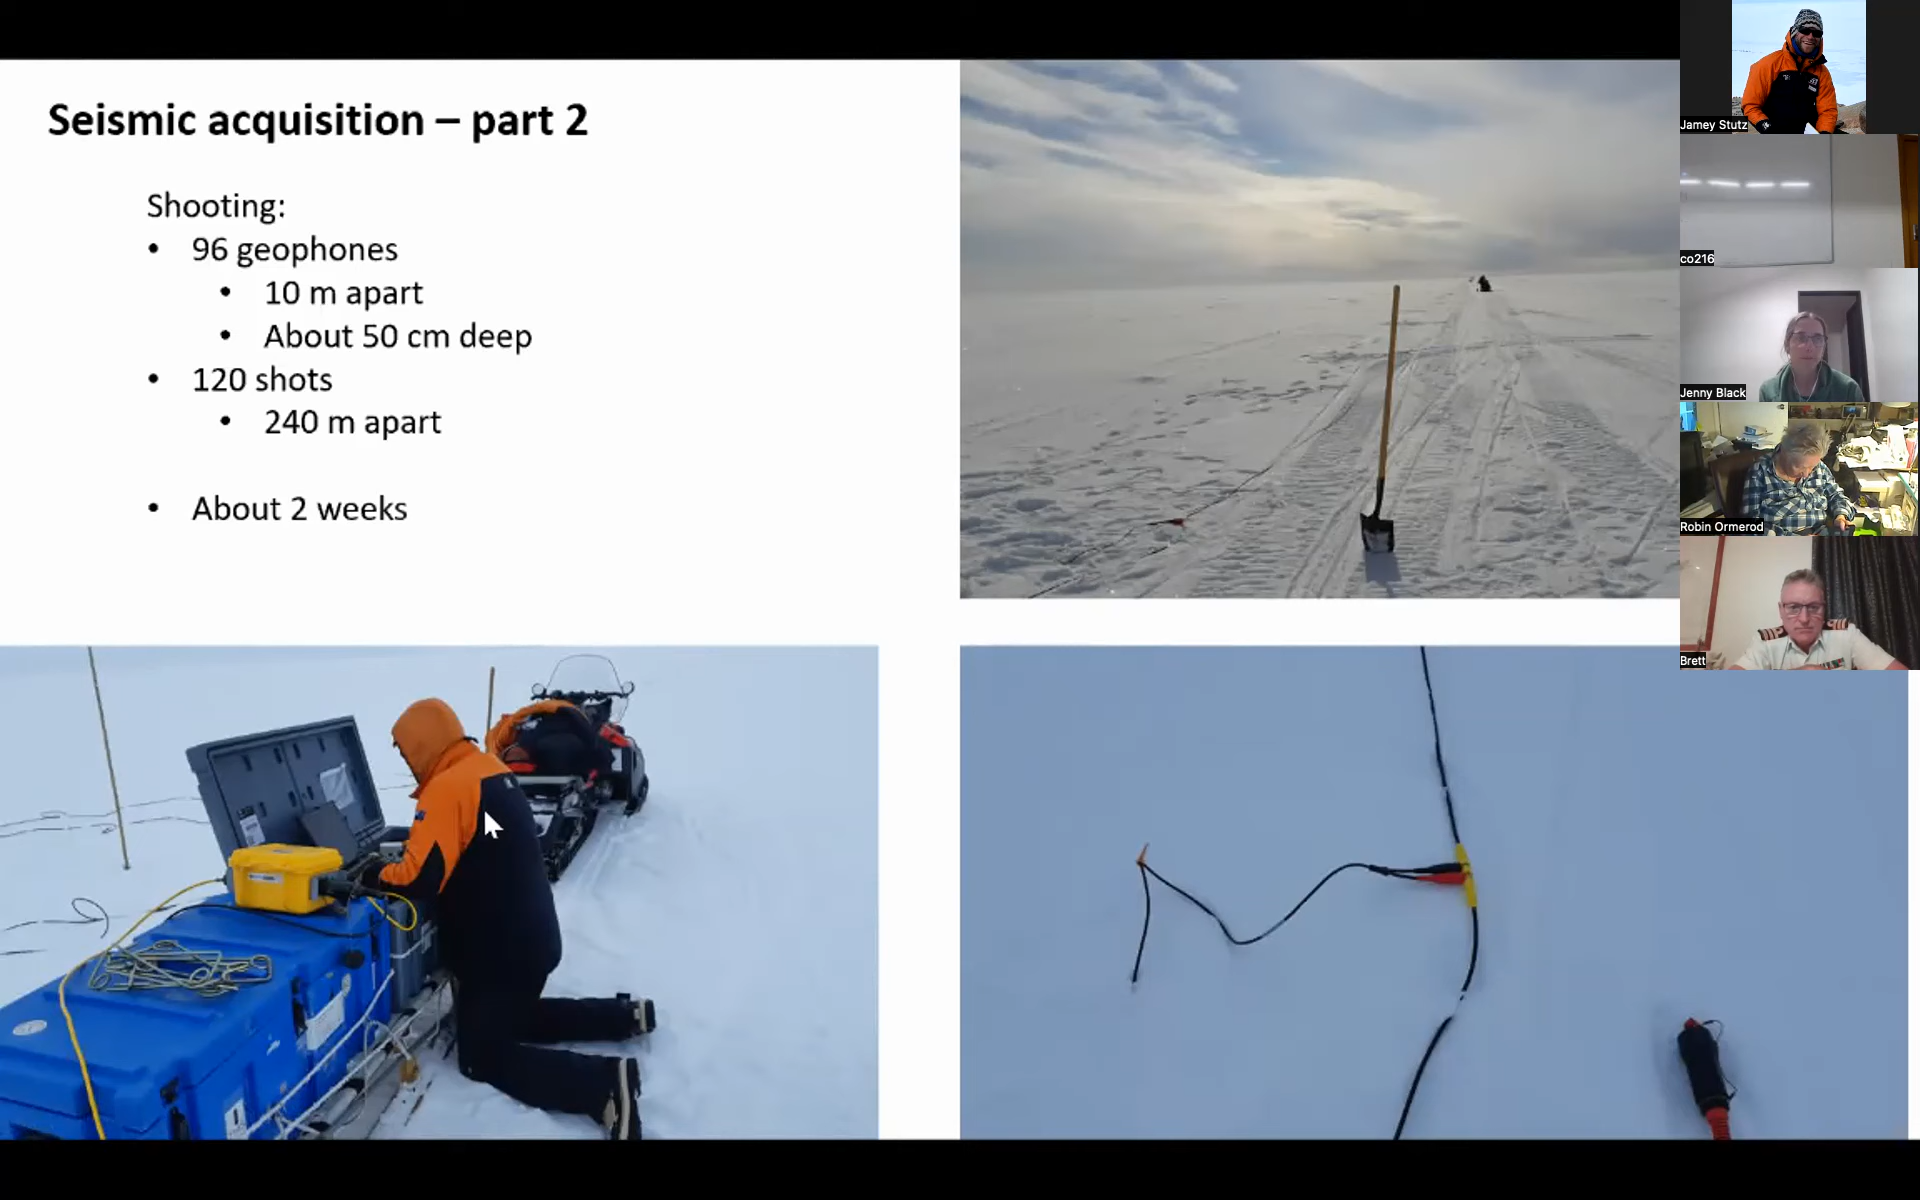 Seismic acquisition – part 2
Shooting:
• 96 geophones
• 10 m apart
• About 50 cm deep
• 120 shots
• 240 m apart
• About 2 weeks
Jamey Stutz
co216
Jenny Black
Robin Ormerod
Brett